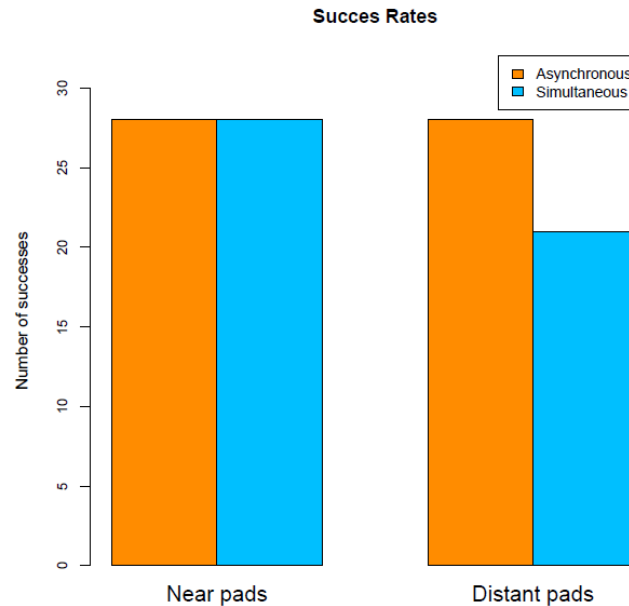 Succes Rates
Asynchronous
Simultaneous
30
25
20
15
10
5
0
Number of successes
Near pads
Distant pads